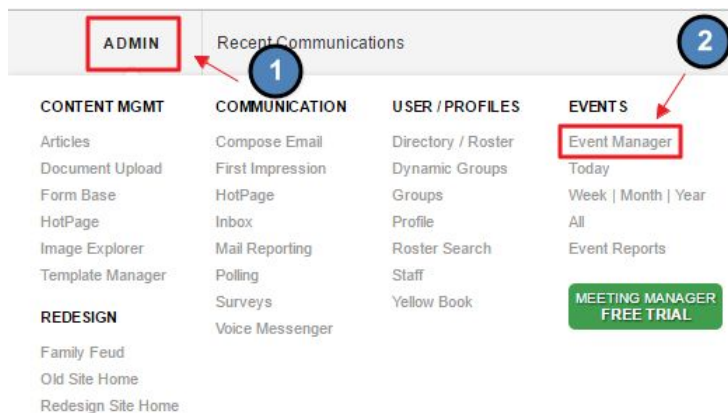 ADMIN
Recent Communications
1
2
CONTENT MGMT
Articles
Document Upload
Form Base
HotPage
Image Explorer
Template Manager
REDESIGN
Family Feud
Old Site Home
Redesign Site Home
COMMUNICATION
Compose Email
First Impression
HotPage
Inbox
Mail Reporting
Polling
Surveys
Voice Messenger
USER / PROFILES
Directory / Roster
Dynamic Groups
Groups
Profile
Roster Search
Staff
Yellow Book
EVENTS
Event Manager
Today
Week | Month | Year
All
Event Reports
MEETING MANAGER
FREE TRIAL